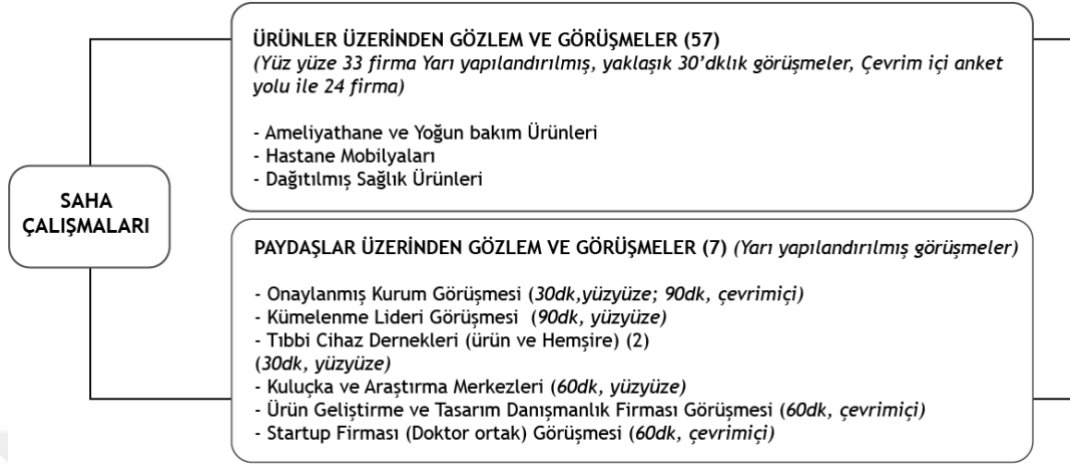 ÜRÜNLER ÜZERİNDEN GÖZLEM VE GÖRÜŞMELER (57)
(Yüz yüze 33 firma Yarı yapılandırılmış, yaklaşık 30’dklık görüşmeler, Çevrim içi anket
yolu ile 24 firma)
- Ameliyathane ve Yoğun bakım Ürünleri
- Hastane Mobilyaları
- Dağıtılmış Sağlık Ürünleri
SAHA
ÇALIŞMALARI
PAYDAŞLAR ÜZERİNDEN GÖZLEM VE GÖRÜŞMELER (7) (Yarı yapılandırılmış görüşmeler)
- Onaylanmış Kurum Görüşmesi (30dk,yüzyüze; 90dk, çevrimiçi)
- Kümelenme Lideri Görüşmesi (90dk, yüzyüze)
- Tıbbi Cihaz Dernekleri (ürün ve Hemşire) (2)
(30dk, yüzyüze)
- Kuluçka ve Araştırma Merkezleri (60dk, yüzyüze)
- Ürün Geliştirme ve Tasarım Danışmanlık Firması Görüşmesi (60dk, çevrimiçi)
- Startup Firması (Doktor ortak) Görüşmesi (60dk, çevrimiçi)